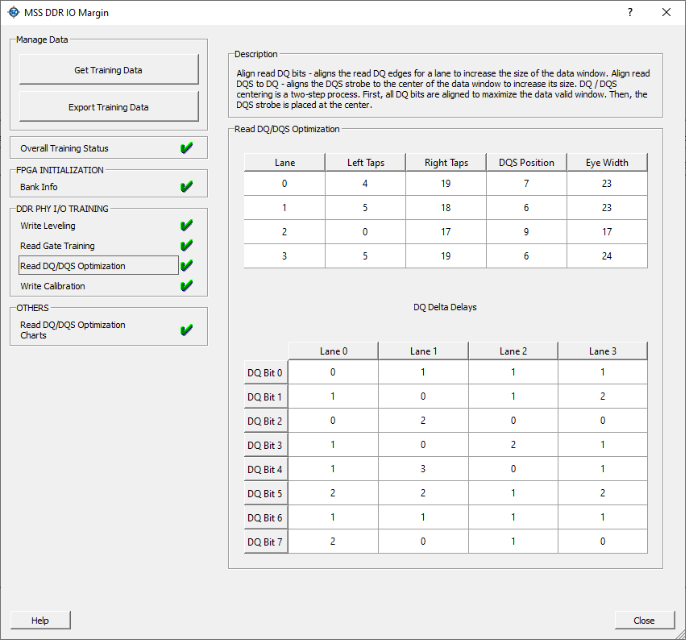 MSS DDR IO Margin
?
Manage Data
Get Training Data
Export Training Data
Overall Training Status
FPGA INITIALIZATION
Bank Info
DDR PHY I/O TRAINING
Write Leveling
Read Gate Training
Read DQ/DQS Optimization
Write Calibration
OTHERS
Read DQ/DQS Optimization
Charts
Description
Align read DQ bits - aligns the read DQ edges for a lane to increase the size of the data window. Align read
DQS to DQ - aligns the DQS strobe to the center of the data window to increase its size. DQ / DQS
centering is a two-step process. First, all DQ bits are aligned to maximize the data valid window. Then, the
DQS strobe is placed at the center.
Read DQ/DQS Optimization
Lane Left Taps Right Taps DQS Position Eye Width
0 4 19 7 23
1 5 18 6 23
2 0 17 9 17
3 5 19 6 24
DQ Delta Delays
Lane 0 Lane 1 Lane 2 Lane 3
DQ Bit 0 0 1 1 1
DQ Bit 1 1 0 1 2
DQ Bit 2 0 2 0 0
DQ Bit 3 1 0 2 1
DQ Bit 4 1 3 0 1
DQ Bit 5 2 2 1 2
DQ Bit 6 1 1 1 1
DQ Bit 7 2 0 1 0
Help
Close